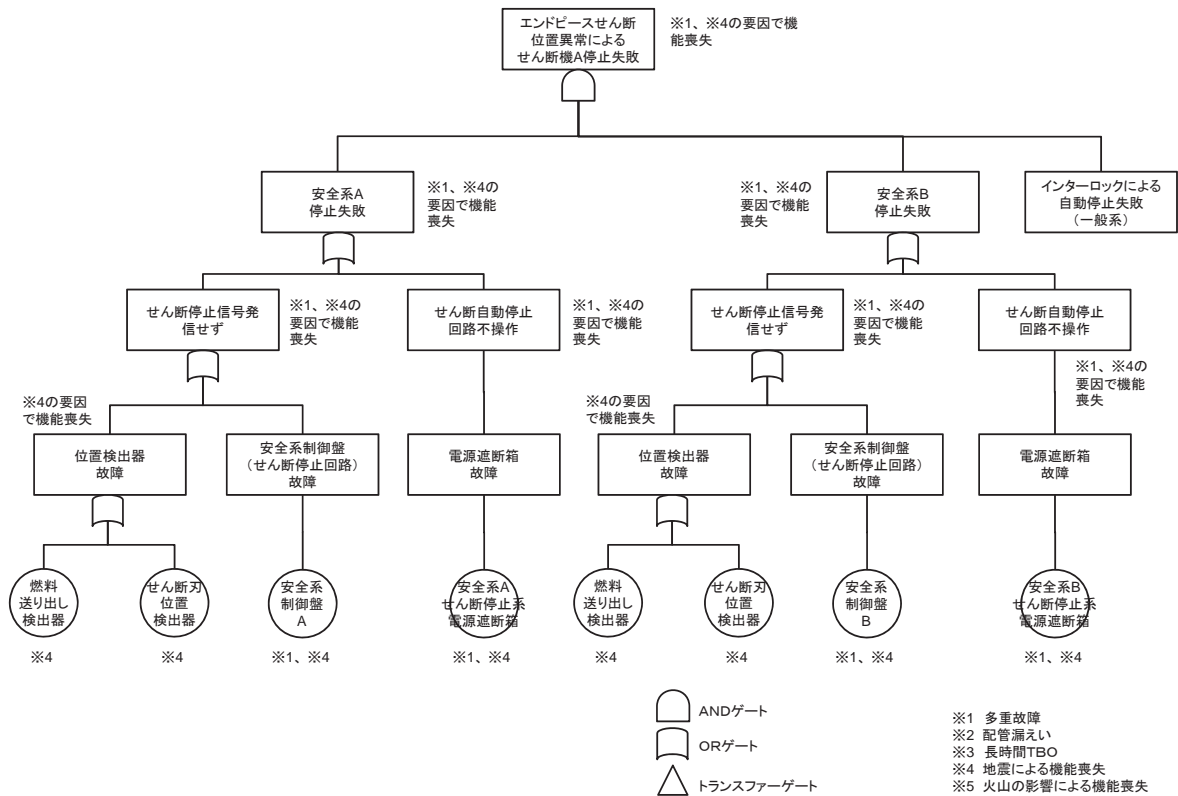 エンドピースせん断
位置異常による
せん断機A停止失敗
※1、※4の要因で機
能喪失
安全系A
停止失敗
※1、※4の
要因で機能
喪失
※1、※4の
要因で機能
喪失
安全系B
停止失敗
インターロックによる
自動停止失敗
(一般系)
せん断停止信号発
信せず
※1、※4の
要因で機能
喪失
せん断自動停止
回路不操作
※1、※4の
要因で機能
喪失
せん断停止信号発
信せず
※1、※4の
要因で機能
喪失
せん断自動停止
回路不操作
※1、※4の
要因で機能
喪失
※4の要因
で機能喪失
位置検出器
故障
安全系制御盤
(せん断停止回路)
故障
電源遮断箱
故障
※4の要因
で機能喪失
位置検出器
故障
安全系制御盤
(せん断停止回路)
故障
電源遮断箱
故障
燃料
送り出し
検出器
せん断刃
位置
検出器
安全系
制御盤
A
安全系A
せん断停止系
電源遮断箱
燃料
送り出し
検出器
せん断刃
位置
検出器
安全系
制御盤
B
安全系B
せん断停止系
電源遮断箱
※4
※4
※1、※4
※1、※4
※4
※4
※1、※4
※1、※4
ANDゲート
ORゲート
トランスファーゲート
※1 多重故障
※2 配管漏えい
※3 長時間TBO
※4 地震による機能喪失
※5 火山の影響による機能喪失